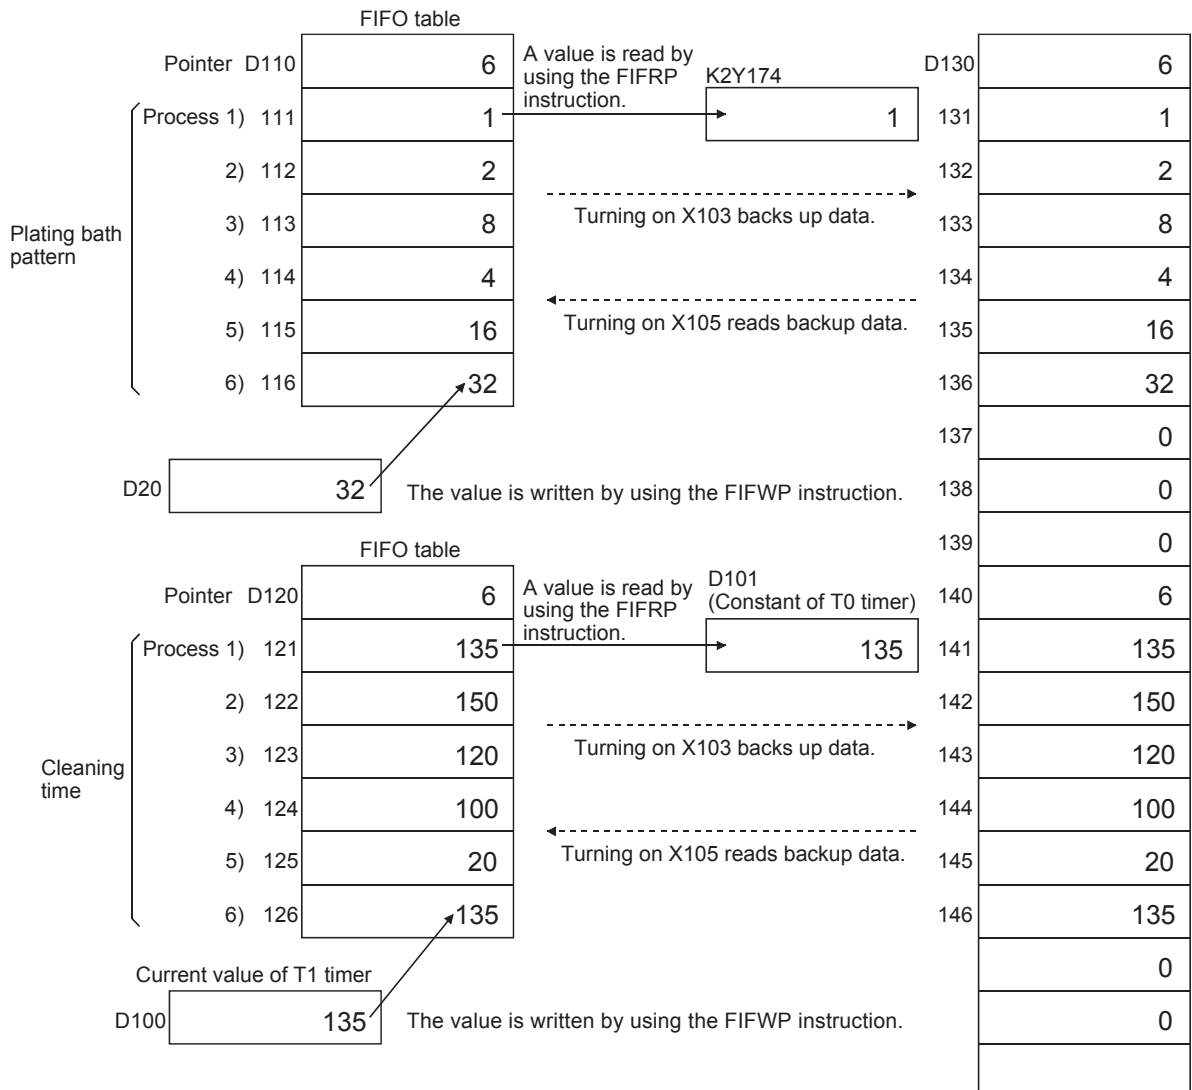 FIFO table
Pointer D110 6
A value is read by
using the FIFRP
instruction.
K2Y174
D130 6
Process 1) 111 1
1
131 1
2) 112 2
132 2
Turning on X103 backs up data.
3) 113 8
133 8
Plating bath
pattern
4) 114 4
134 4
Turning on X105 reads backup data.
5) 115 16
135 16
6) 116 32
136 32
137 0
D20 32
The value is written by using the FIFWP instruction.
138 0
139 0
FIFO table
Pointer D120 6
A value is read by
using the FIFRP
instruction.
D101
(Constant of T0 timer)
140 6
Process 1) 121 135
135
141 135
2) 122 150
142 150
Turning on X103 backs up data.
3) 123 120
143 120
Cleaning
time
4) 124 100
144 100
Turning on X105 reads backup data.
5) 125 20
145 20
6) 126 135
146 135
0
Current value of T1 timer
D100 135
The value is written by using the FIFWP instruction.
0